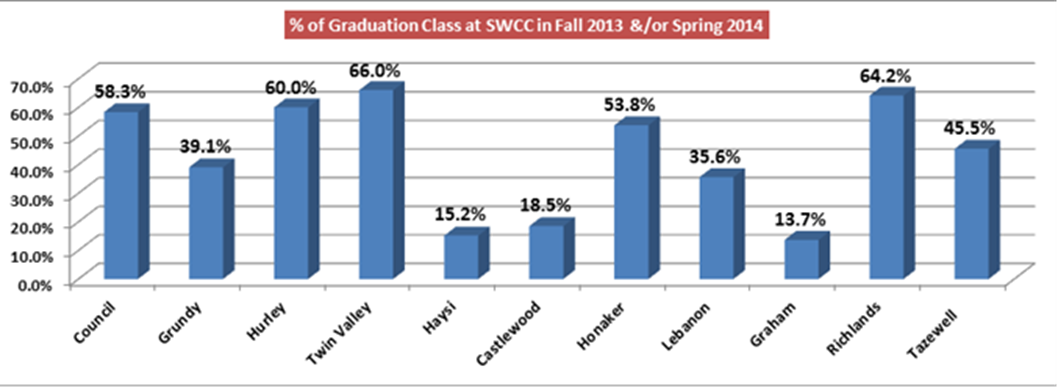 % of Graduation Class at SWCC in Fall 2013 &/or Spring 2014
70.0%
60.0%
50.0%
40.0%
30.0%
20.0%
10.0%
0.0%
58.3%
39.1%
60.0%
66.0%
15.2%
18.5%
53.8%
35.6%
13.7%
64.2%
45.5%
Council
Grundy
Hurley
Twin Valley
Haysi
Castlewood
Honaker
Lebanon
Graham
Richlands
Tazewell